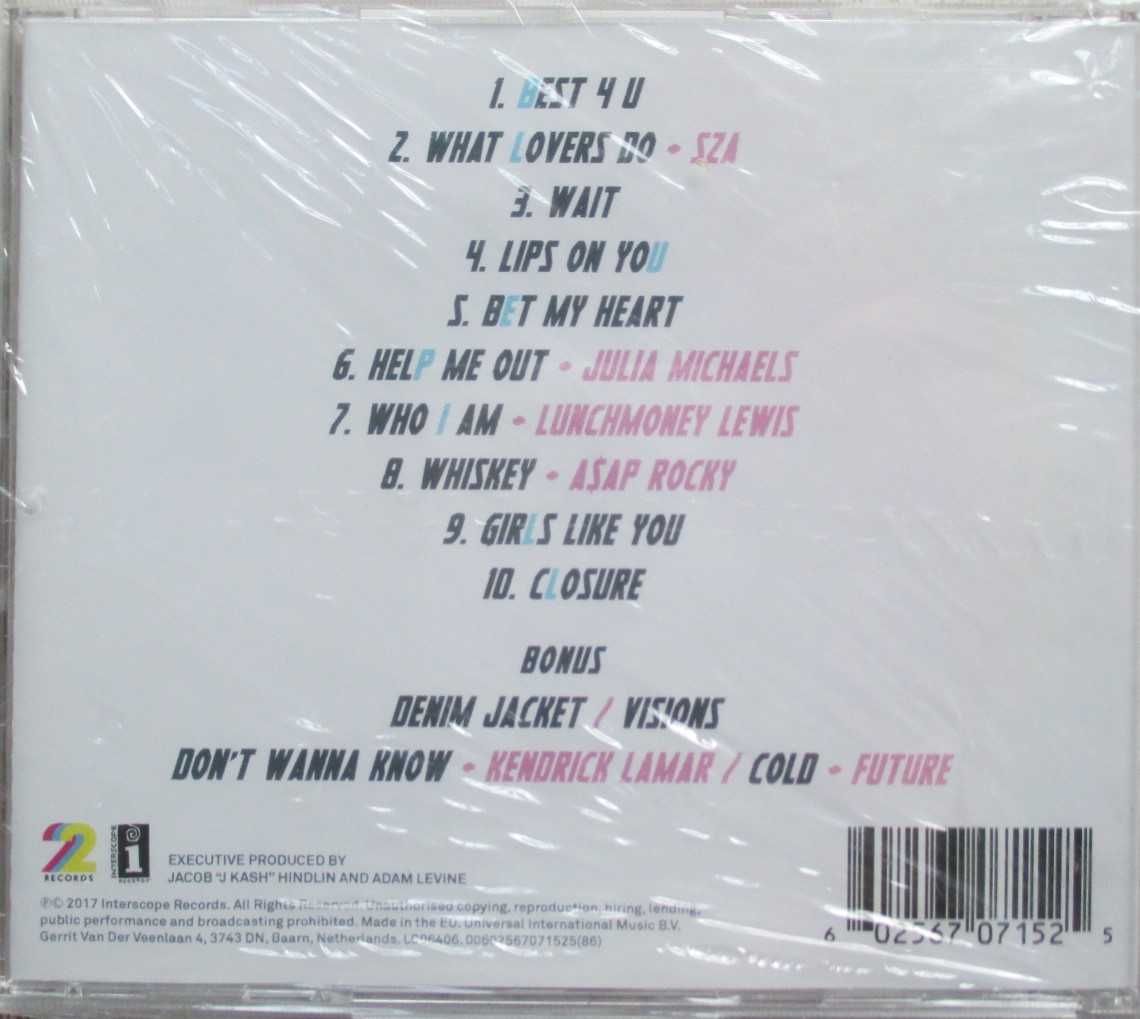 1. BEST 4 U
2. WHAT LOVERS DO • SZA
3. WAIT
4. LIPS ON YOU
5. BET MY HEART
6. HELP ME OUT • JULIA MICHAELS
7. WHO I AM • LUNCHMONEY LEWIS
8. WHISKEY • A$AP ROCKY
9. GIRLS LIKE YOU
10. CLOSURE
BONUS
DENIM JACKET / VISIONS
DON'T WANNA KNOW • KENDRICK LAMAR / COLD • FUTURE
222 RECORDS
INTERSCOPE RECORDS
EXECUTIVE PRODUCED BY
JACOB "J KASH" HINDLIN AND ADAM LEVINE
℗© 2017 Interscope Records. All Rights Reserved. Unauthorised copying, reproduction, hiring, lending,
public performance and broadcasting prohibited. Made in the EU. Universal International Music B.V.
Gerrit Van Der Veenlaan 4, 3743 DN, Baarn, Netherlands. LC06406. 00602567071525(86)
6 02567 07152 5